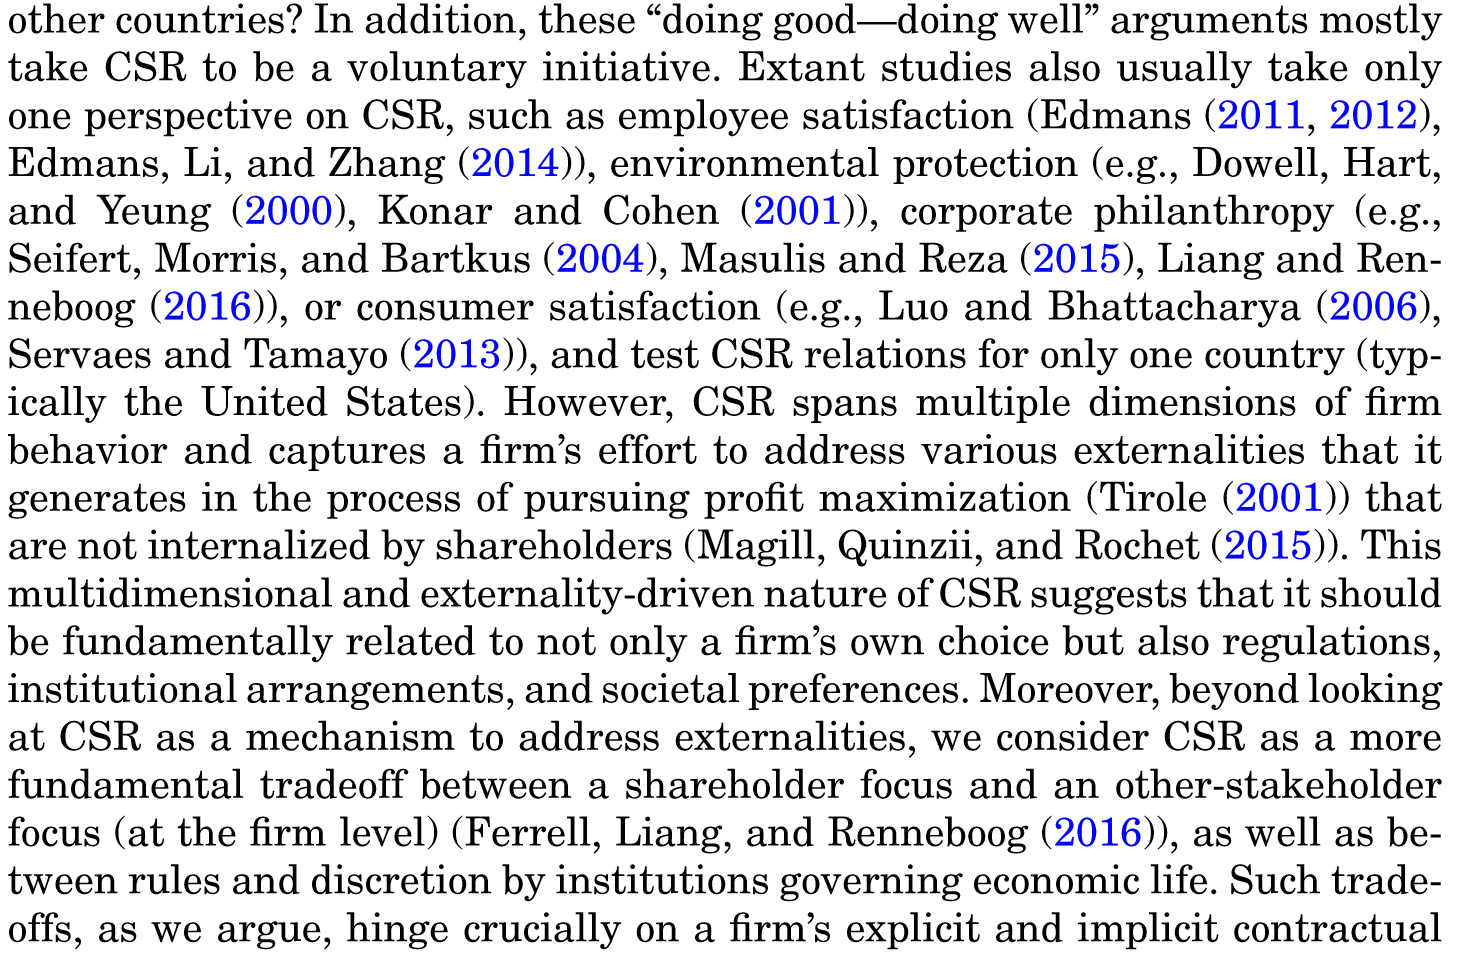 other countries? In addition, these “doing good—doing well” arguments mostly
take CSR to be a voluntary initiative. Extant studies also usually take only
one perspective on CSR, such as employee satisfaction (Edmans (2011, 2012),
Edmans, Li, and Zhang (2014)), environmental protection (e.g., Dowell, Hart,
and Yeung (2000), Konar and Cohen (2001)), corporate philanthropy (e.g.,
Seifert, Morris, and Bartkus (2004), Masulis and Reza (2015), Liang and Ren-
neboog (2016)), or consumer satisfaction (e.g., Luo and Bhattacharya (2006),
Servaes and Tamayo (2013)), and test CSR relations for only one country (typ-
ically the United States). However, CSR spans multiple dimensions of firm
behavior and captures a firm’s effort to address various externalities that it
generates in the process of pursuing profit maximization (Tirole (2001)) that
are not internalized by shareholders (Magill, Quinzii, and Rochet (2015)). This
multidimensional and externality-driven nature of CSR suggests that it should
be fundamentally related to not only a firm’s own choice but also regulations,
institutional arrangements, and societal preferences. Moreover, beyond looking
at CSR as a mechanism to address externalities, we consider CSR as a more
fundamental tradeoff between a shareholder focus and an other-stakeholder
focus (at the firm level) (Ferrell, Liang, and Renneboog (2016)), as well as be-
tween rules and discretion by institutions governing economic life. Such trade-
offs, as we argue, hinge crucially on a firm’s explicit and implicit contractual